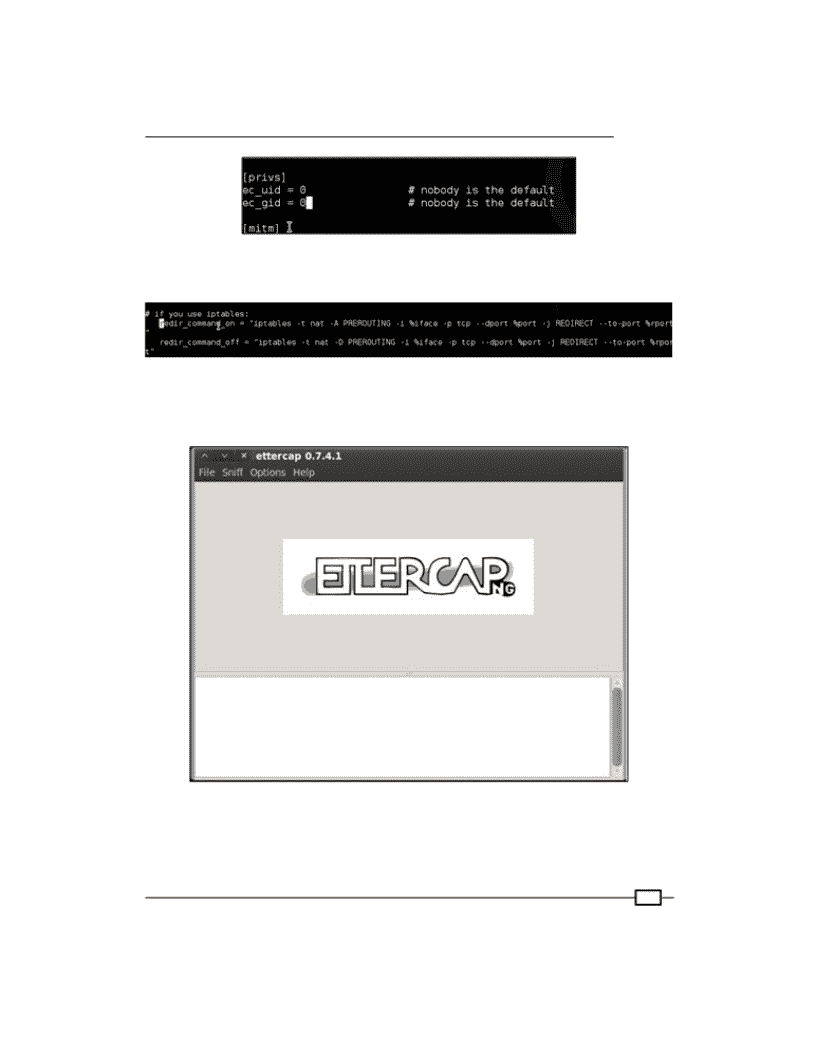 [privs]
ec_uid = 0 # nobody is the default
ec_gid = 0 # nobody is the default
[mitm]
# if you use iptables:
redir_command_on = "iptables -t nat -A PREROUTING -i %iface -p tcp --dport %port -j REDIRECT --to-port %rport
"
redir_command_off = "iptables -t nat -D PREROUTING -i %iface -p tcp --dport %port -j REDIRECT --to-port %rpor
t"
ettercap 0.7.4.1
File Sniff Options Help
ETTERCAP
NG